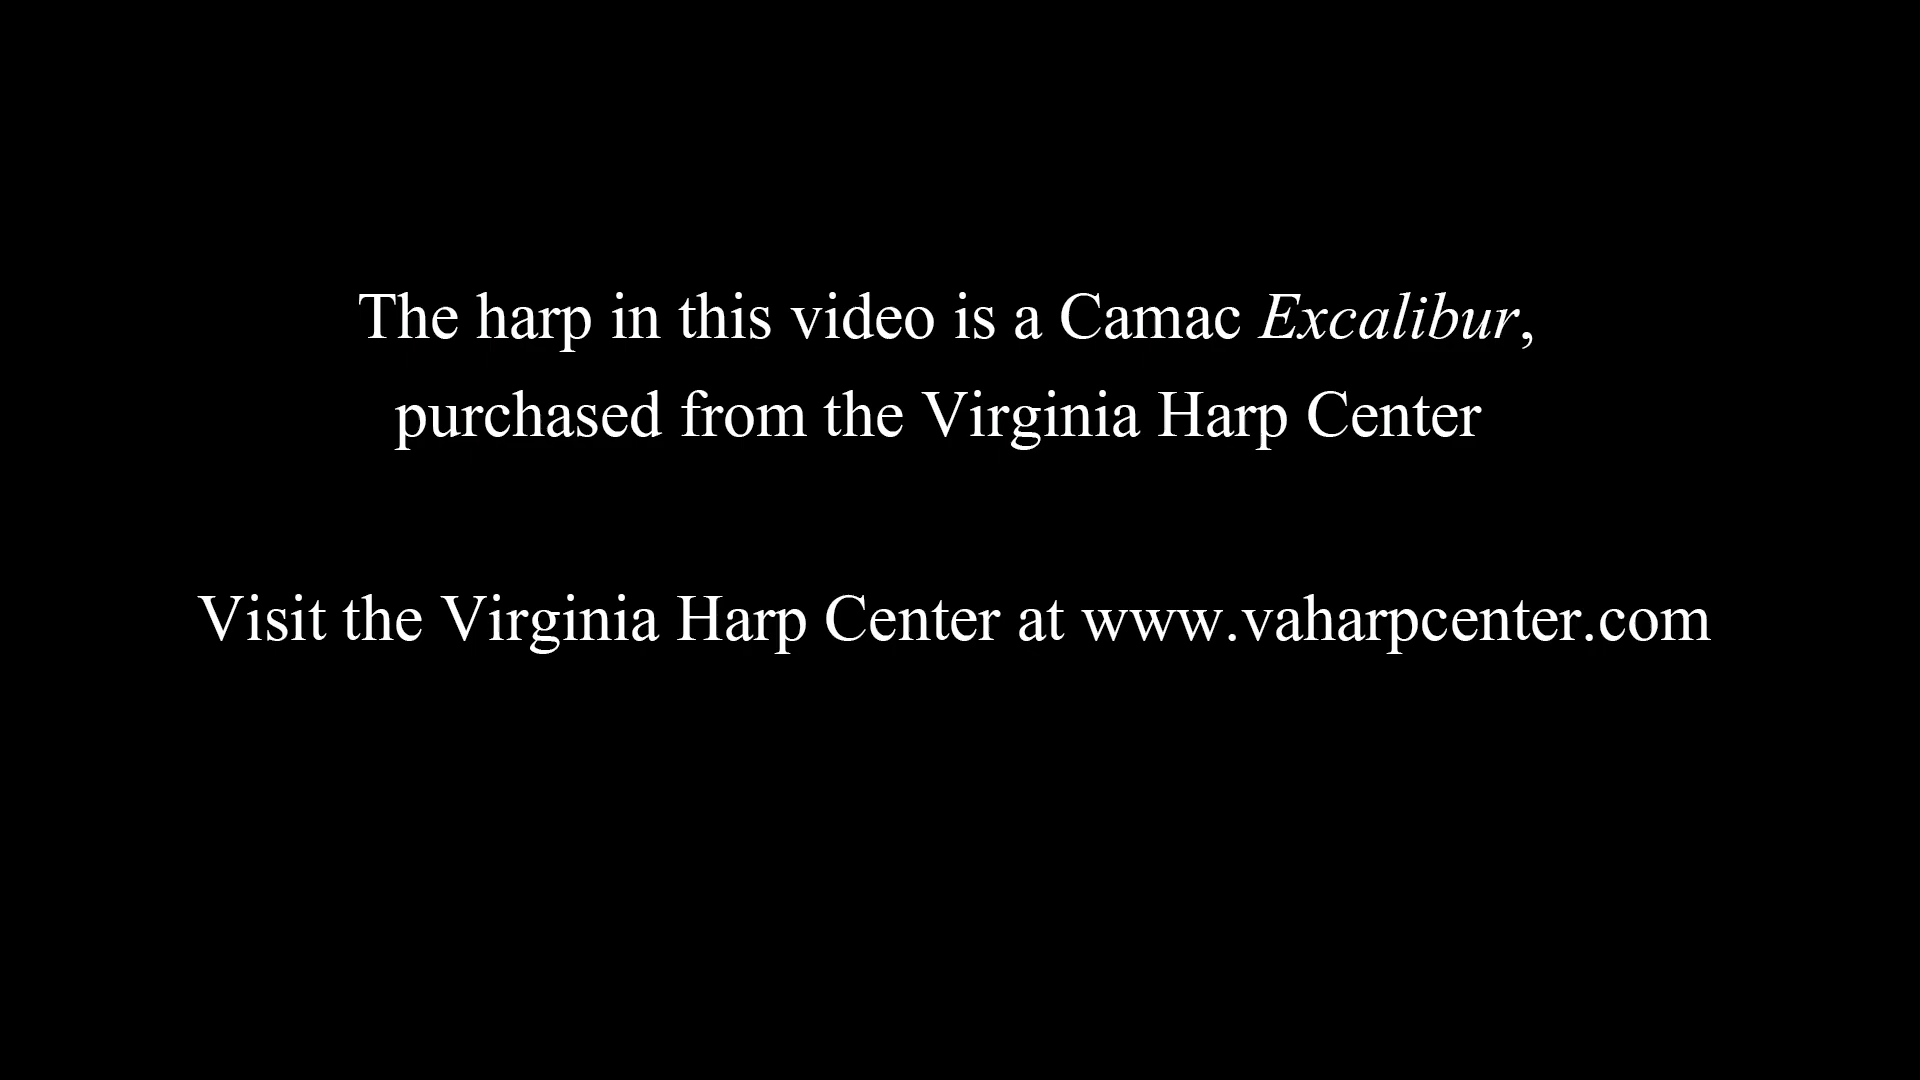 The harp in this video is a Camac Excalibur,
purchased from the Virginia Harp Center
Visit the Virginia Harp Center at www.vaharpcenter.com